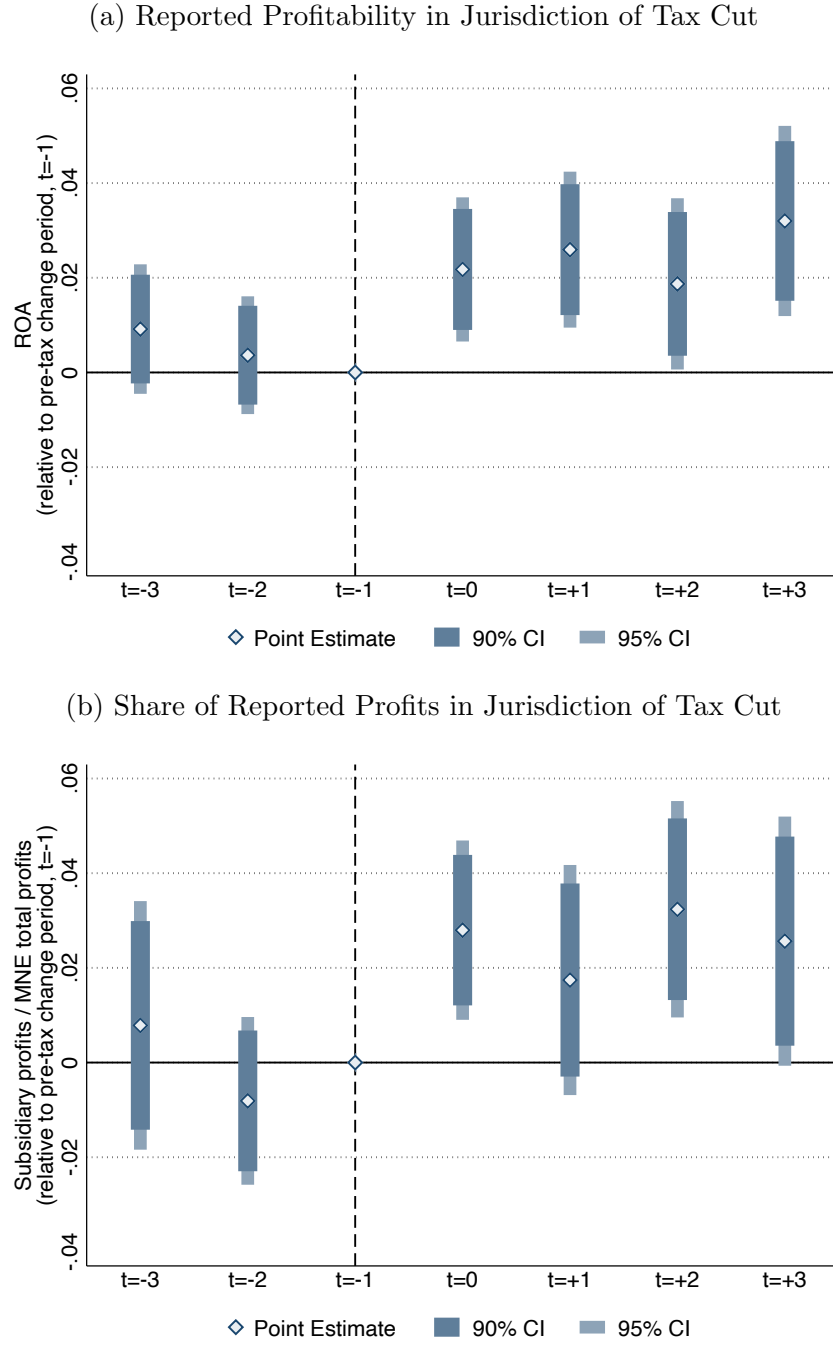 (a) Reported Profitability in Jurisdiction of Tax Cut
ROA
(relative to pre-tax change period, t=-1)
.06
.04
.02
0
-.02
-.04
t=-3 t=-2 t=-1 t=0 t=+1 t=+2 t=+3
Point Estimate 90% CI 95% CI
(b) Share of Reported Profits in Jurisdiction of Tax Cut
Subsidiary profits / MNE total profits
(relative to pre-tax change period, t=-1)
.06
.04
.02
0
-.02
-.04
t=-3 t=-2 t=-1 t=0 t=+1 t=+2 t=+3
Point Estimate 90% CI 95% CI